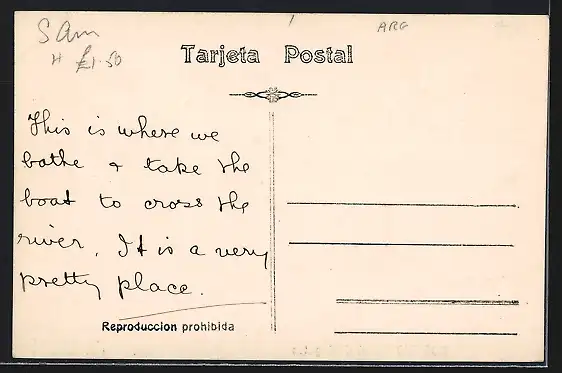 S Am
ARG
H £1.50
Tarjeta Postal
This is where we
bathe & take the
boat to cross the
river. It is a very
pretty place.
Reproduccion prohibida